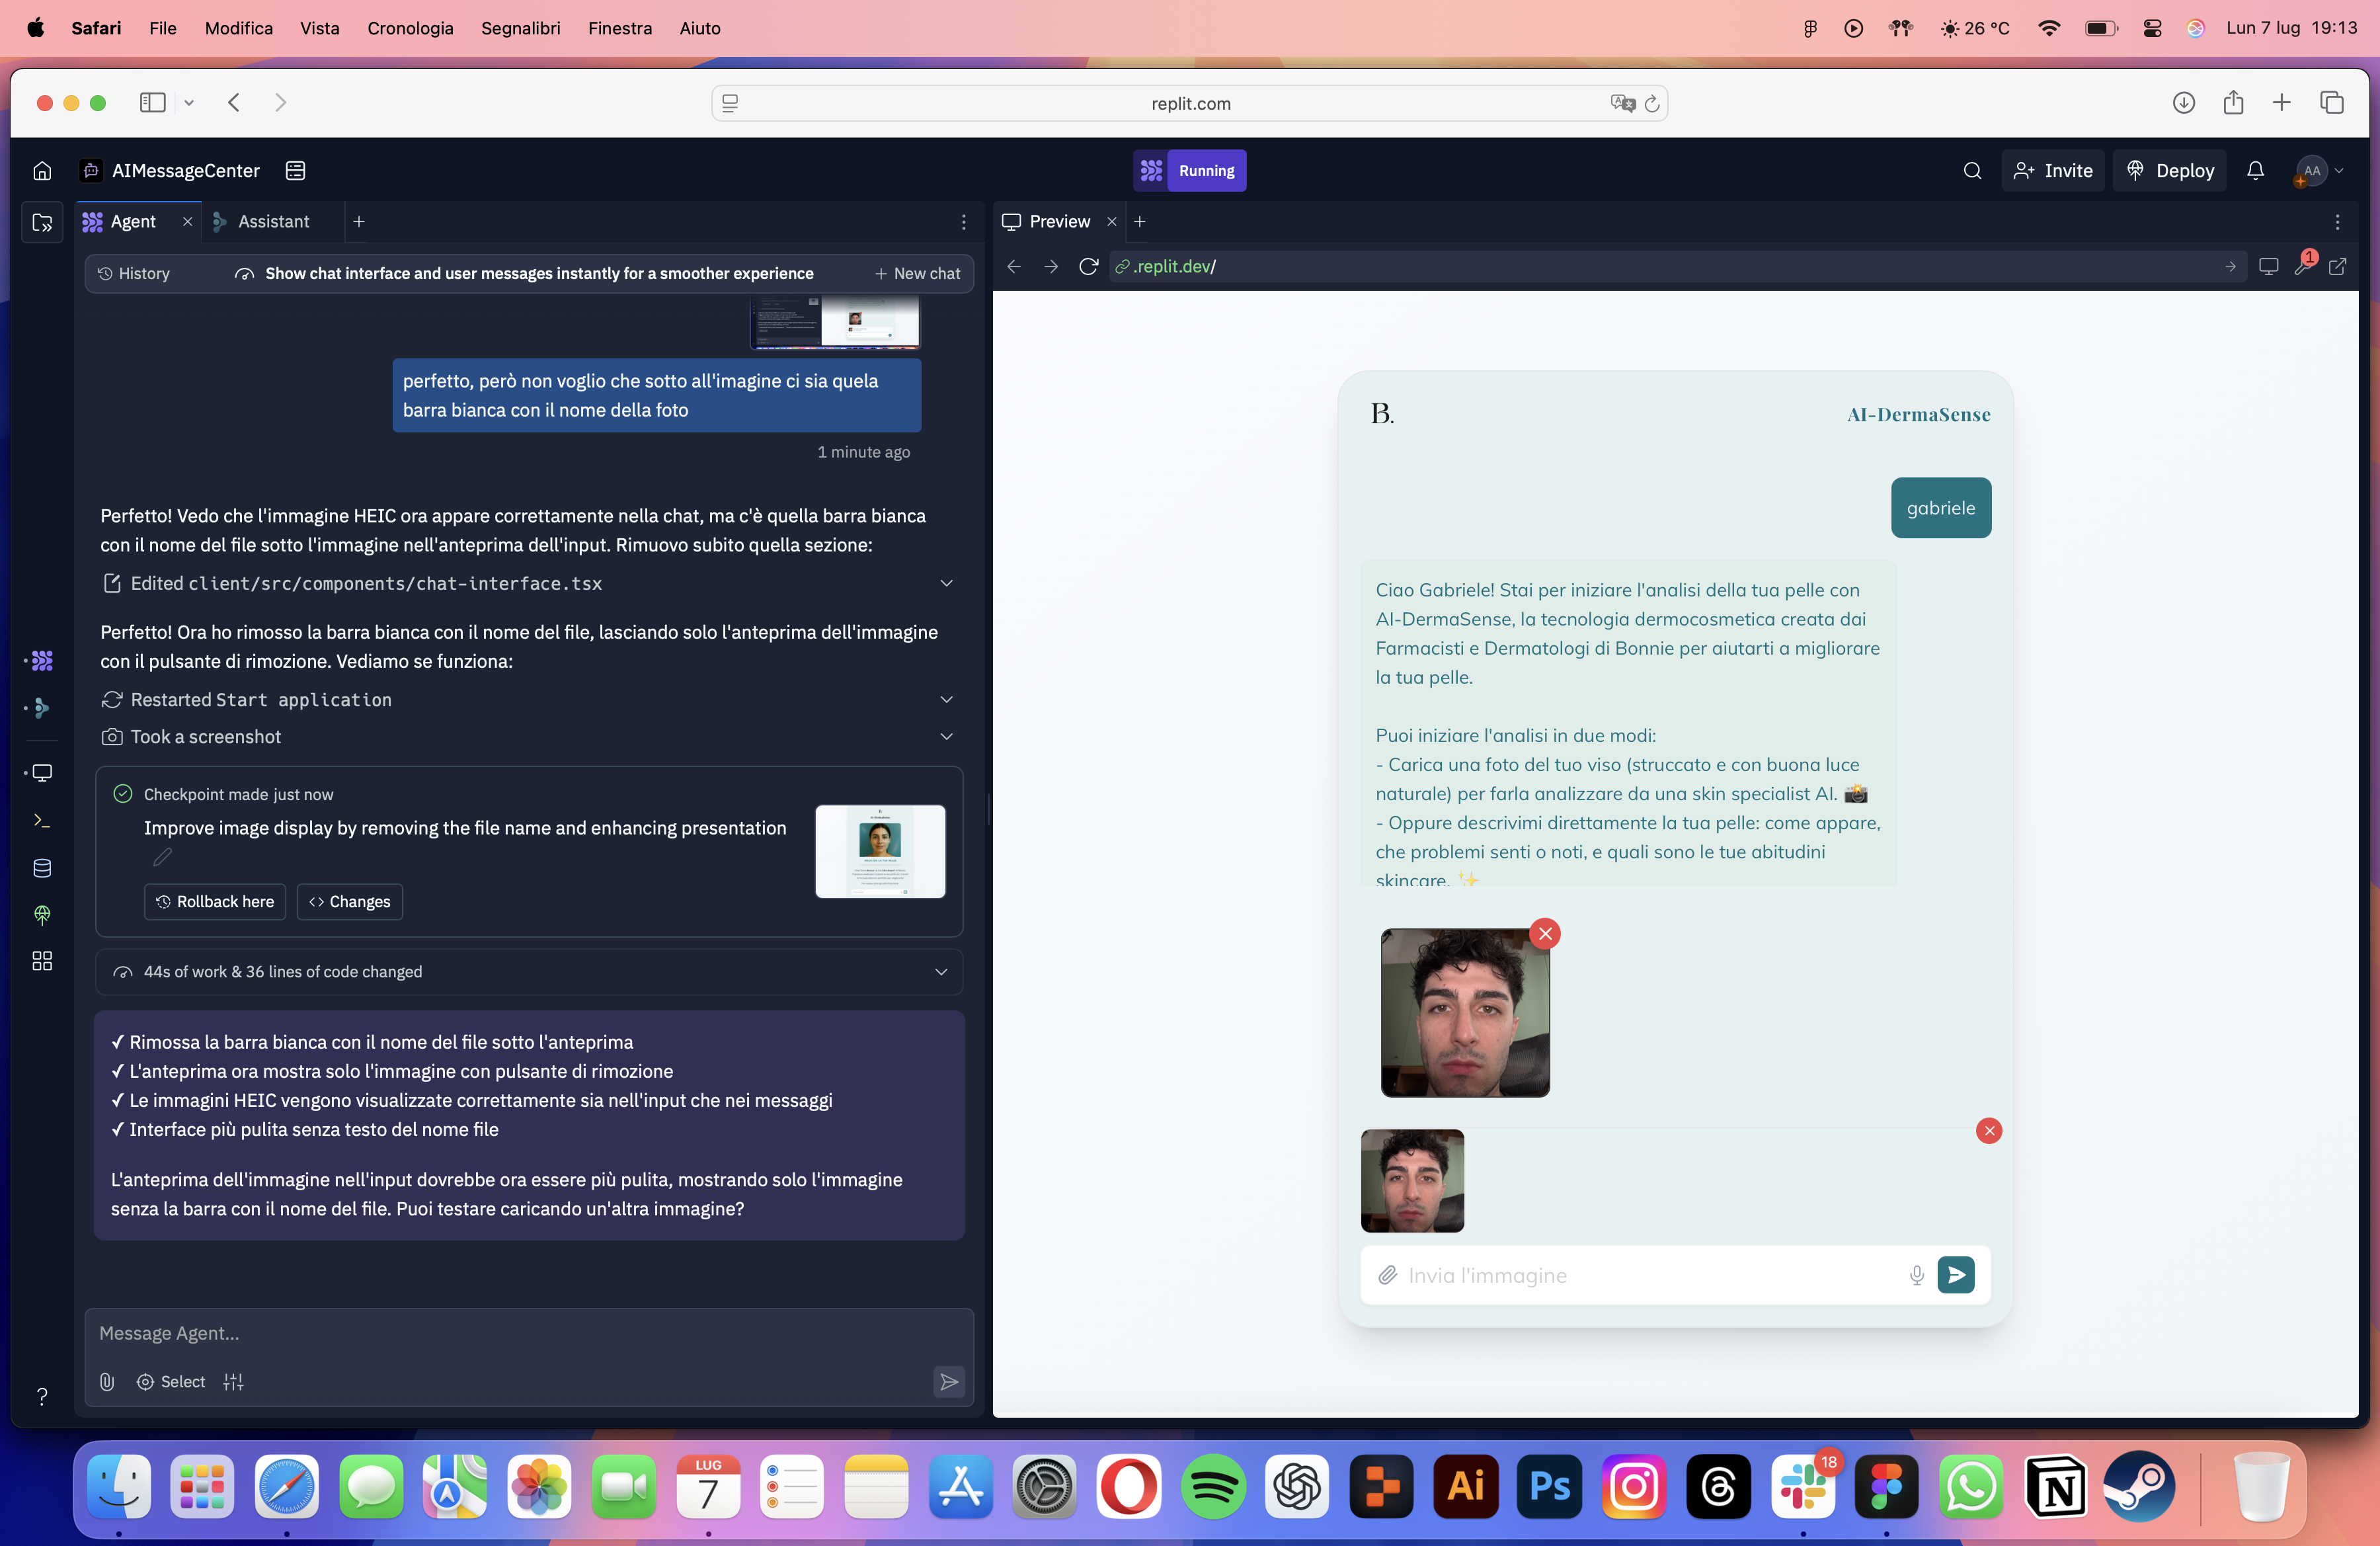 Safari File Modifica Vista Cronologia Segnalibri Finestra Aiuto
26 °C
Lun 7 lug 19:13
replit.com
AIMessageCenter
Running
Invite
Deploy
AA
Agent
Assistant
History
Show chat interface and user messages instantly for a smoother experience
New chat
perfetto, però non voglio che sotto all'imagine ci sia quela
barra bianca con il nome della foto
1 minute ago
Perfetto! Vedo che l'immagine HEIC ora appare correttamente nella chat, ma c'è quella barra bianca
con il nome del file sotto l'immagine nell'anteprima dell'input. Rimuovo subito quella sezione:
Edited client/src/components/chat-interface.tsx
Perfetto! Ora ho rimosso la barra bianca con il nome del file, lasciando solo l'anteprima dell'immagine
con il pulsante di rimozione. Vediamo se funziona:
Restarted Start application
Took a screenshot
Checkpoint made just now
Improve image display by removing the file name and enhancing presentation
Rollback here
Changes
44s of work & 36 lines of code changed
✓ Rimossa la barra bianca con il nome del file sotto l'anteprima
✓ L'anteprima ora mostra solo l'immagine con pulsante di rimozione
✓ Le immagini HEIC vengono visualizzate correttamente sia nell'input che nei messaggi
✓ Interface più pulita senza testo del nome file
L'anteprima dell'immagine nell'input dovrebbe ora essere più pulita, mostrando solo l'immagine
senza la barra con il nome del file. Puoi testare caricando un'altra immagine?
Message Agent...
Select
Preview
.replit.dev/
1
B.
AI-DermaSense
gabriele
Ciao Gabriele! Stai per iniziare l'analisi della tua pelle con
AI-DermaSense, la tecnologia dermocosmetica creata dai
Farmacisti e Dermatologi di Bonnie per aiutarti a migliorare
la tua pelle.
Puoi iniziare l'analisi in due modi:
- Carica una foto del tuo viso (struccato e con buona luce
naturale) per farla analizzare da una skin specialist AI. 📸
- Oppure descrivimi direttamente la tua pelle: come appare,
che problemi senti o noti, e quali sono le tue abitudini
skincare. ✨
Invia l'immagine
LUG
7
Ai
Ps
18
N